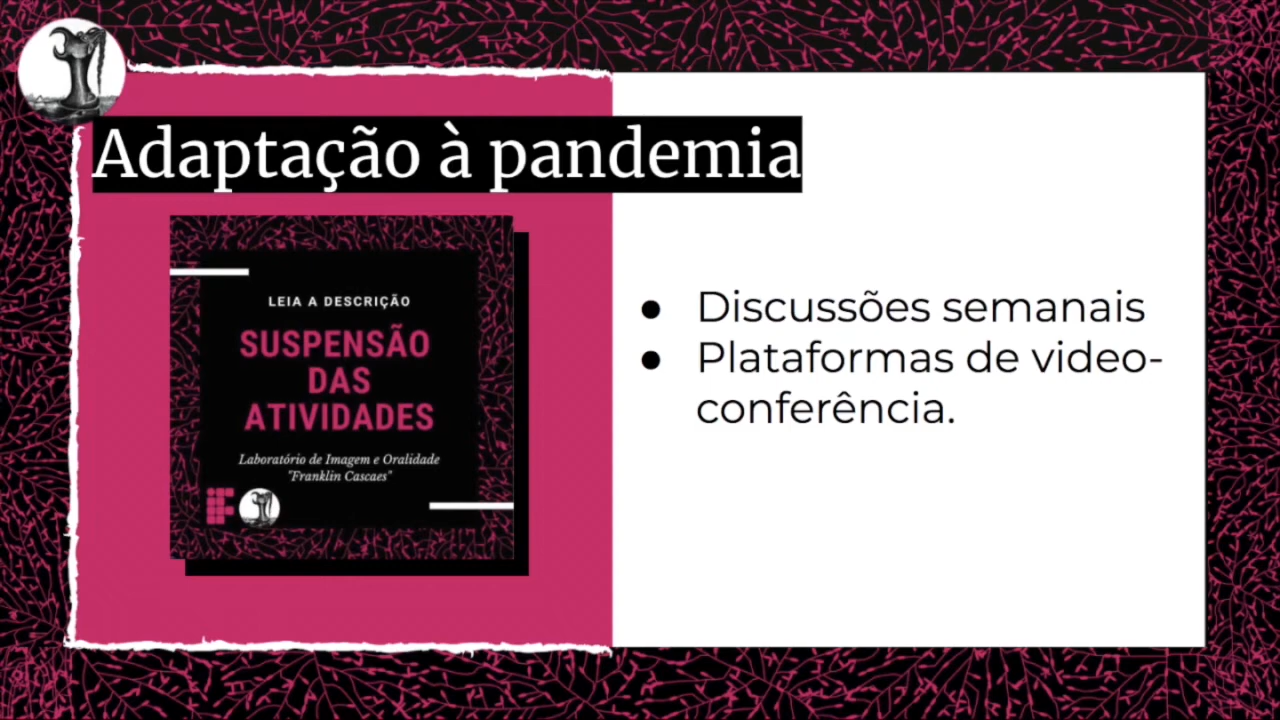 Adaptação à pandemia
LEIA A DESCRIÇÃO
SUSPENSÃO
DAS
ATIVIDADES
Laboratório de Imagem e Oralidade
"Franklin Cascaes"
● Discussões semanais
● Plataformas de video-
conferência.